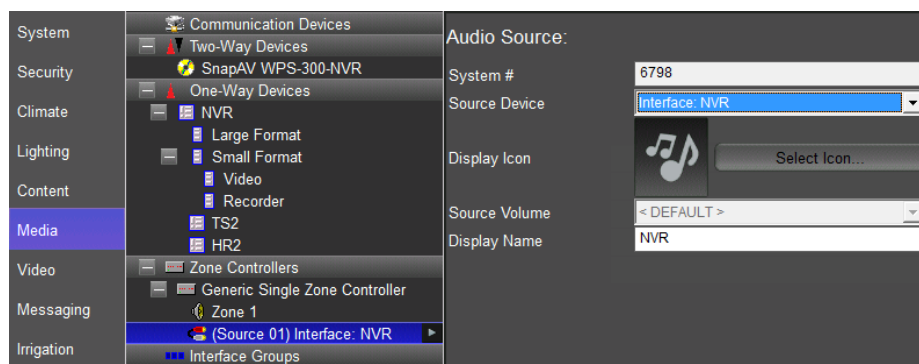 System
Security
Climate
Lighting
Content
Media
Video
Messaging
Irrigation
Communication Devices
Two-Way Devices
SnapAV WPS-300-NVR
One-Way Devices
NVR
Large Format
Small Format
Video
Recorder
TS2
HR2
Zone Controllers
Generic Single Zone Controller
Zone 1
(Source 01) Interface: NVR
Interface Groups
Audio Source:
System # 6798
Source Device Interface: NVR
Display Icon Select Icon...
Source Volume < DEFAULT >
Display Name NVR